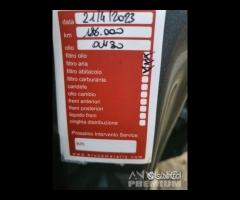 data 21/4/2023
km 186.000
olio 0W30
filtro olio
filtro aria
filtro abitacolo
filtro carburante
candele
olio cambio
freni anteriori
freni posteriori
liquido freni
cinghia distribuzione
Prossimo Intervento Service:
km
PREMIUM